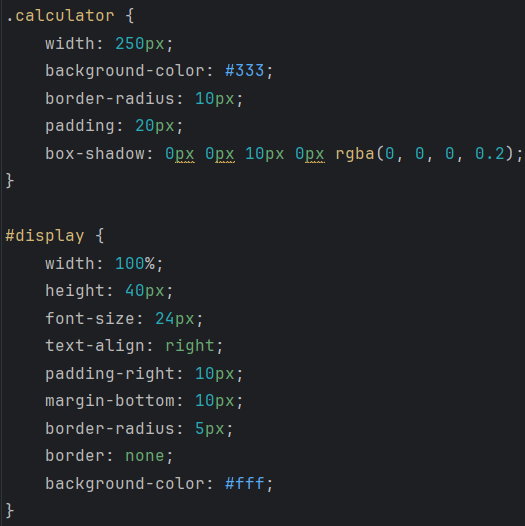 .calculator {
    width: 250px;
    background-color: #333;
    border-radius: 10px;
    padding: 20px;
    box-shadow: 0px 0px 10px 0px rgba(0, 0, 0, 0.2);
}

#display {
    width: 100%;
    height: 40px;
    font-size: 24px;
    text-align: right;
    padding-right: 10px;
    margin-bottom: 10px;
    border-radius: 5px;
    border: none;
    background-color: #fff;
}